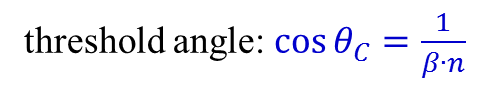 threshold angle: cos θ_C = 1/(β·n)